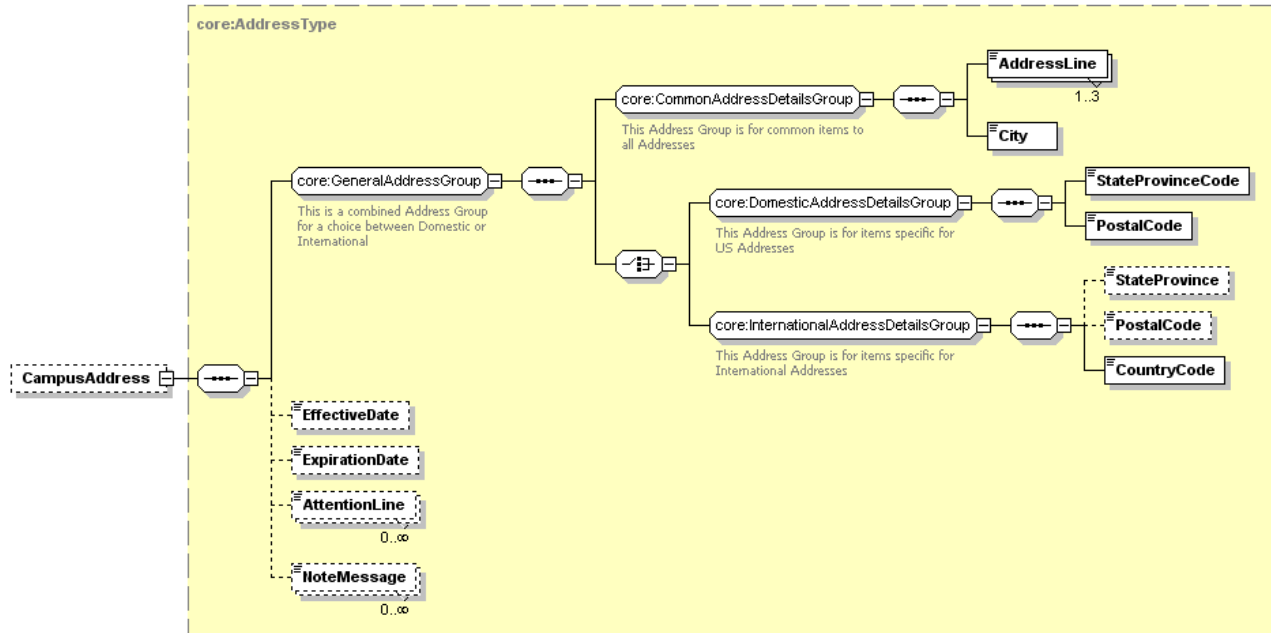 core:AddressType
AddressLine
1..3
core:CommonAddressDetailsGroup
This Address Group is for common items to
all Addresses
City
core:GeneralAddressGroup
This is a combined Address Group
for a choice between Domestic or
International
StateProvinceCode
core:DomesticAddressDetailsGroup
This Address Group is for items specific for
US Addresses
PostalCode
StateProvince
core:InternationalAddressDetailsGroup
This Address Group is for items specific for
International Addresses
PostalCode
CountryCode
CampusAddress
EffectiveDate
ExpirationDate
AttentionLine
0..∞
NoteMessage
0..∞